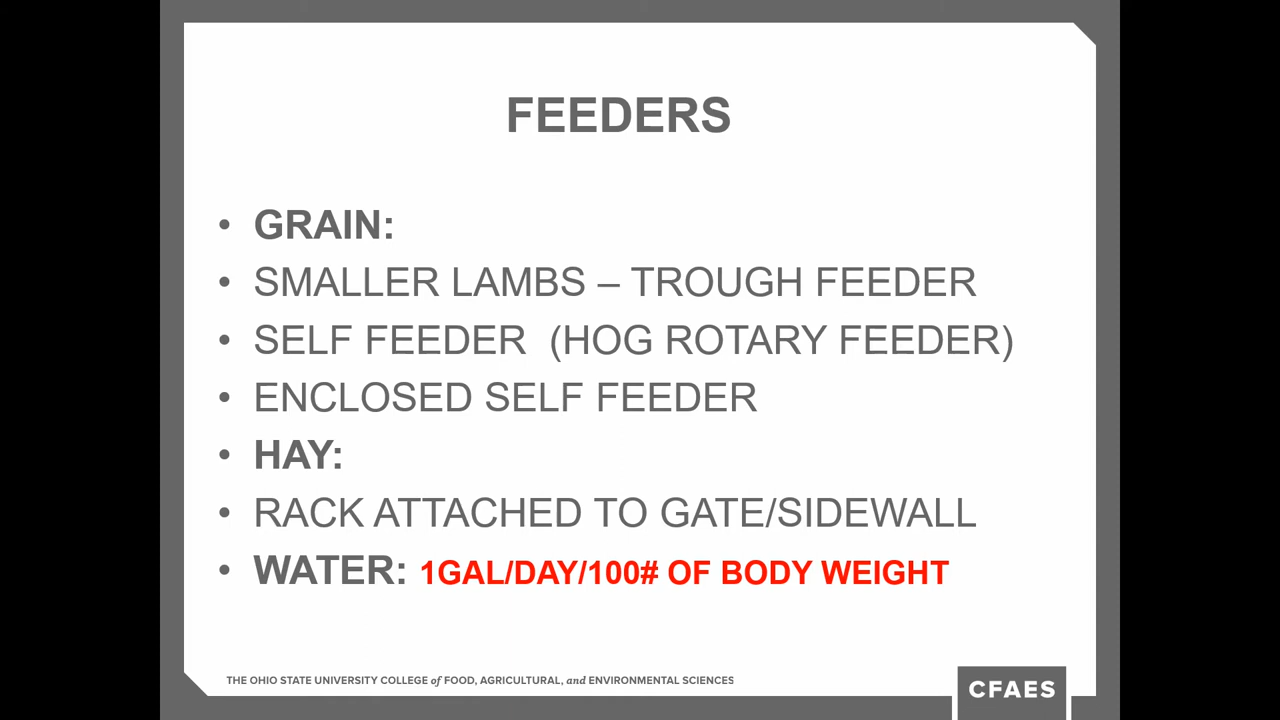 FEEDERS
• GRAIN:
• SMALLER LAMBS – TROUGH FEEDER
• SELF FEEDER (HOG ROTARY FEEDER)
• ENCLOSED SELF FEEDER
• HAY:
• RACK ATTACHED TO GATE/SIDEWALL
• WATER: 1GAL/DAY/100# OF BODY WEIGHT
THE OHIO STATE UNIVERSITY COLLEGE of FOOD, AGRICULTURAL, and ENVIRONMENTAL SCIENCES
CFAES